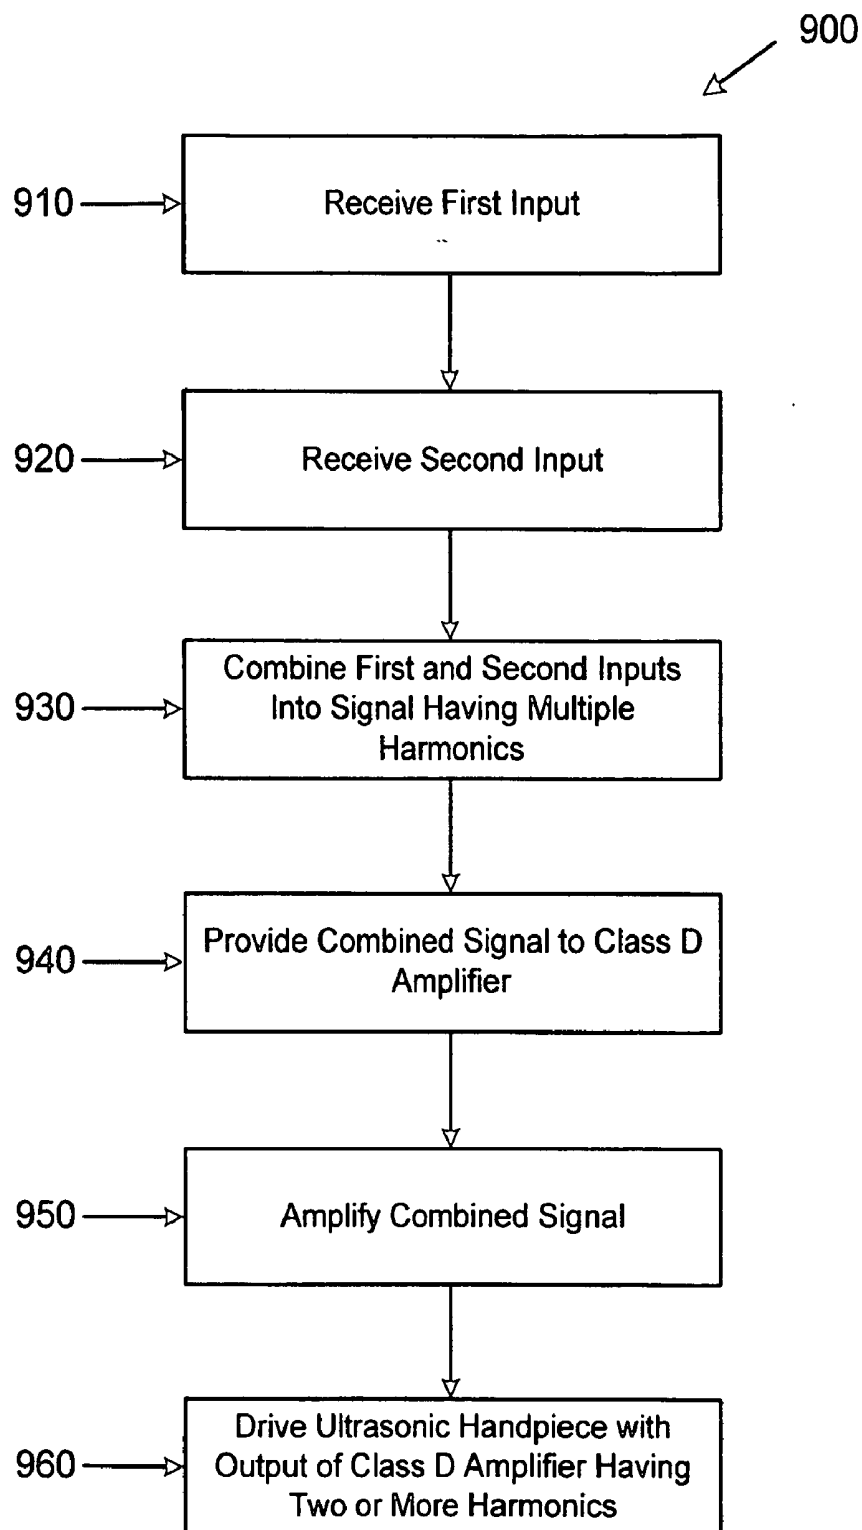 900
910
Receive First Input
920
Receive Second Input
930
Combine First and Second Inputs
Into Signal Having Multiple
Harmonics
940
Provide Combined Signal to Class D
Amplifier
950
Amplify Combined Signal
960
Drive Ultrasonic Handpiece with
Output of Class D Amplifier Having
Two or More Harmonics